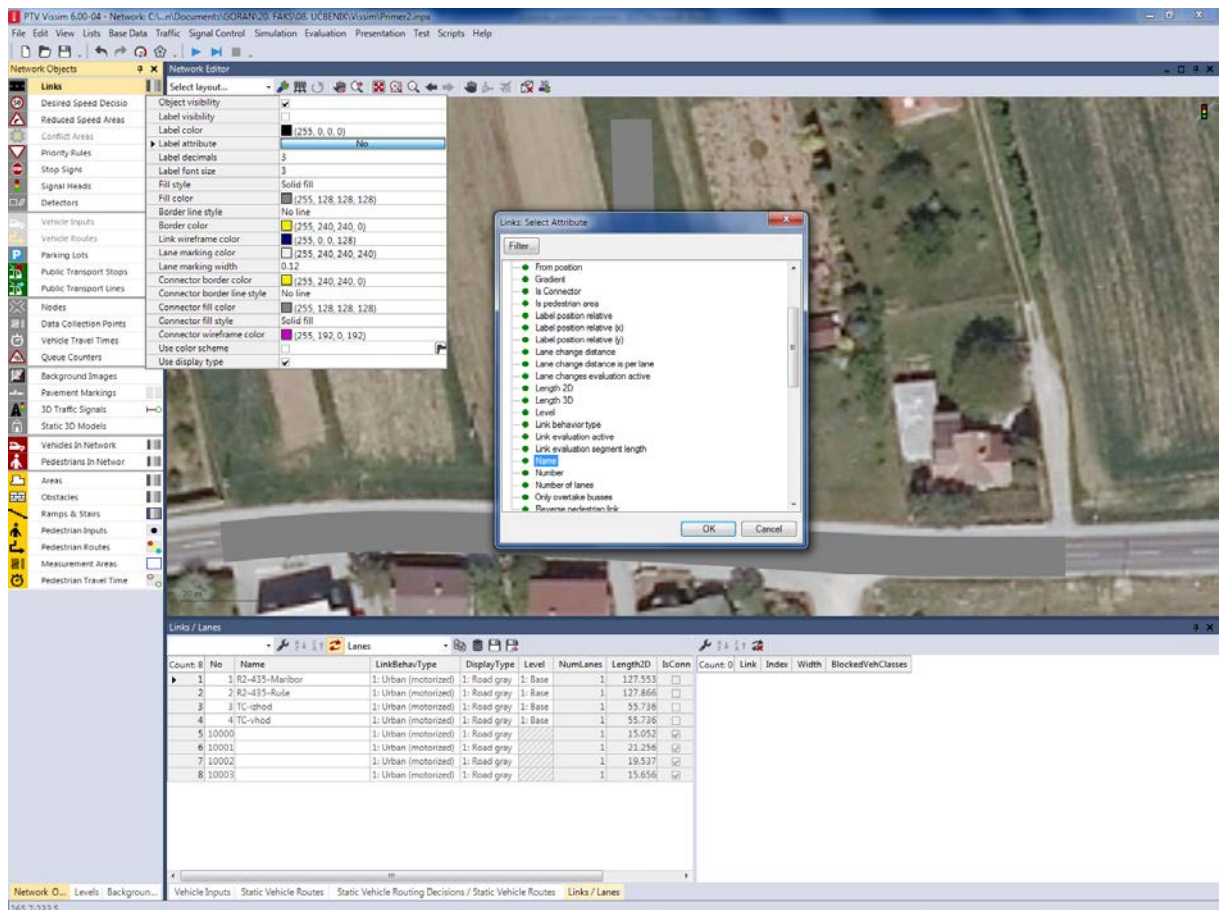 PTV Vissim 6.00-04 - Network: C:\...n\Documents\GORAN\20. FAKS\08. UČBENIK\Vissim\Primer2.inpx
File Edit View Lists Base Data Traffic Signal Control Simulation Evaluation Presentation Test Scripts Help
Network Objects
Links
Desired Speed Decisio
Reduced Speed Areas
Conflict Areas
Priority Rules
Stop Signs
Signal Heads
Detectors
Vehicle Inputs
Vehicle Routes
Parking Lots
Public Transport Stops
Public Transport Lines
Nodes
Data Collection Points
Vehicle Travel Times
Queue Counters
Background Images
Pavement Markings
3D Traffic Signals
Static 3D Models
Vehicles In Network
Pedestrians In Networ
Areas
Obstacles
Ramps & Stairs
Pedestrian Inputs
Pedestrian Routes
Measurement Areas
Pedestrian Travel Time
Network O... Levels Backgroun...
Network Editor
Select layout...
Object visibility
Label visibility
Label color (255, 0, 0, 0)
Label attribute No
Label decimals 3
Label font size 3
Fill style Solid fill
Fill color (255, 128, 128, 128)
Border line style No line
Border color (255, 240, 240, 0)
Link wireframe color (255, 0, 0, 128)
Lane marking color (255, 240, 240, 240)
Lane marking width 0.12
Connector border color (255, 240, 240, 0)
Connector border line style No line
Connector fill color (255, 128, 128, 128)
Connector fill style Solid fill
Connector wireframe color (255, 192, 0, 192)
Use color scheme
Use display type
Links: Select Attribute
Filter...
From position
Gradient
Is Connector
Is pedestrian area
Label position relative
Label position relative (x)
Label position relative (y)
Lane change distance
Lane change distance is per lane
Lane changes evaluation active
Length 2D
Length 3D
Level
Link behavior type
Link evaluation active
Link evaluation segment length
Name
Number
Number of lanes
Only overtake busses
Reverse pedestrian link
OK Cancel
20 m
Links / Lanes
Lanes
Count: 8 No Name LinkBehavType DisplayType Level NumLanes Length2D IsConn
1 1 R2-435-Maribor 1: Urban (motorized) 1: Road gray 1: Base 1 127.553
2 2 R2-435-Ruše 1: Urban (motorized) 1: Road gray 1: Base 1 127.866
3 3 TC-izhod 1: Urban (motorized) 1: Road gray 1: Base 1 55.736
4 4 TC-vhod 1: Urban (motorized) 1: Road gray 1: Base 1 55.736
5 10000 1: Urban (motorized) 1: Road gray 1 15.052
6 10001 1: Urban (motorized) 1: Road gray 1 21.256
7 10002 1: Urban (motorized) 1: Road gray 1 19.537
8 10003 1: Urban (motorized) 1: Road gray 1 15.656
Count: 0 Link Index Width BlockedVehClasses
Vehicle Inputs Static Vehicle Routes Static Vehicle Routing Decisions / Static Vehicle Routes Links / Lanes